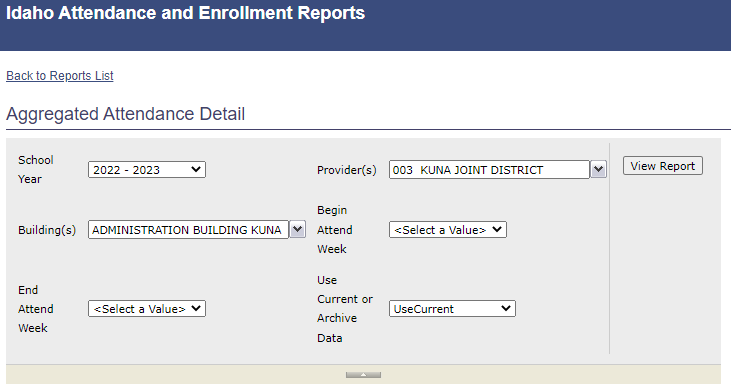 Idaho Attendance and Enrollment Reports
Back to Reports List
Aggregated Attendance Detail
School
Year
2022 - 2023
Provider(s)
003 KUNA JOINT DISTRICT
View Report
Building(s)
ADMINISTRATION BUILDING KUNA
Begin
Attend
Week
<Select a Value>
End
Attend
Week
<Select a Value>
Use
Current or
Archive
Data
UseCurrent